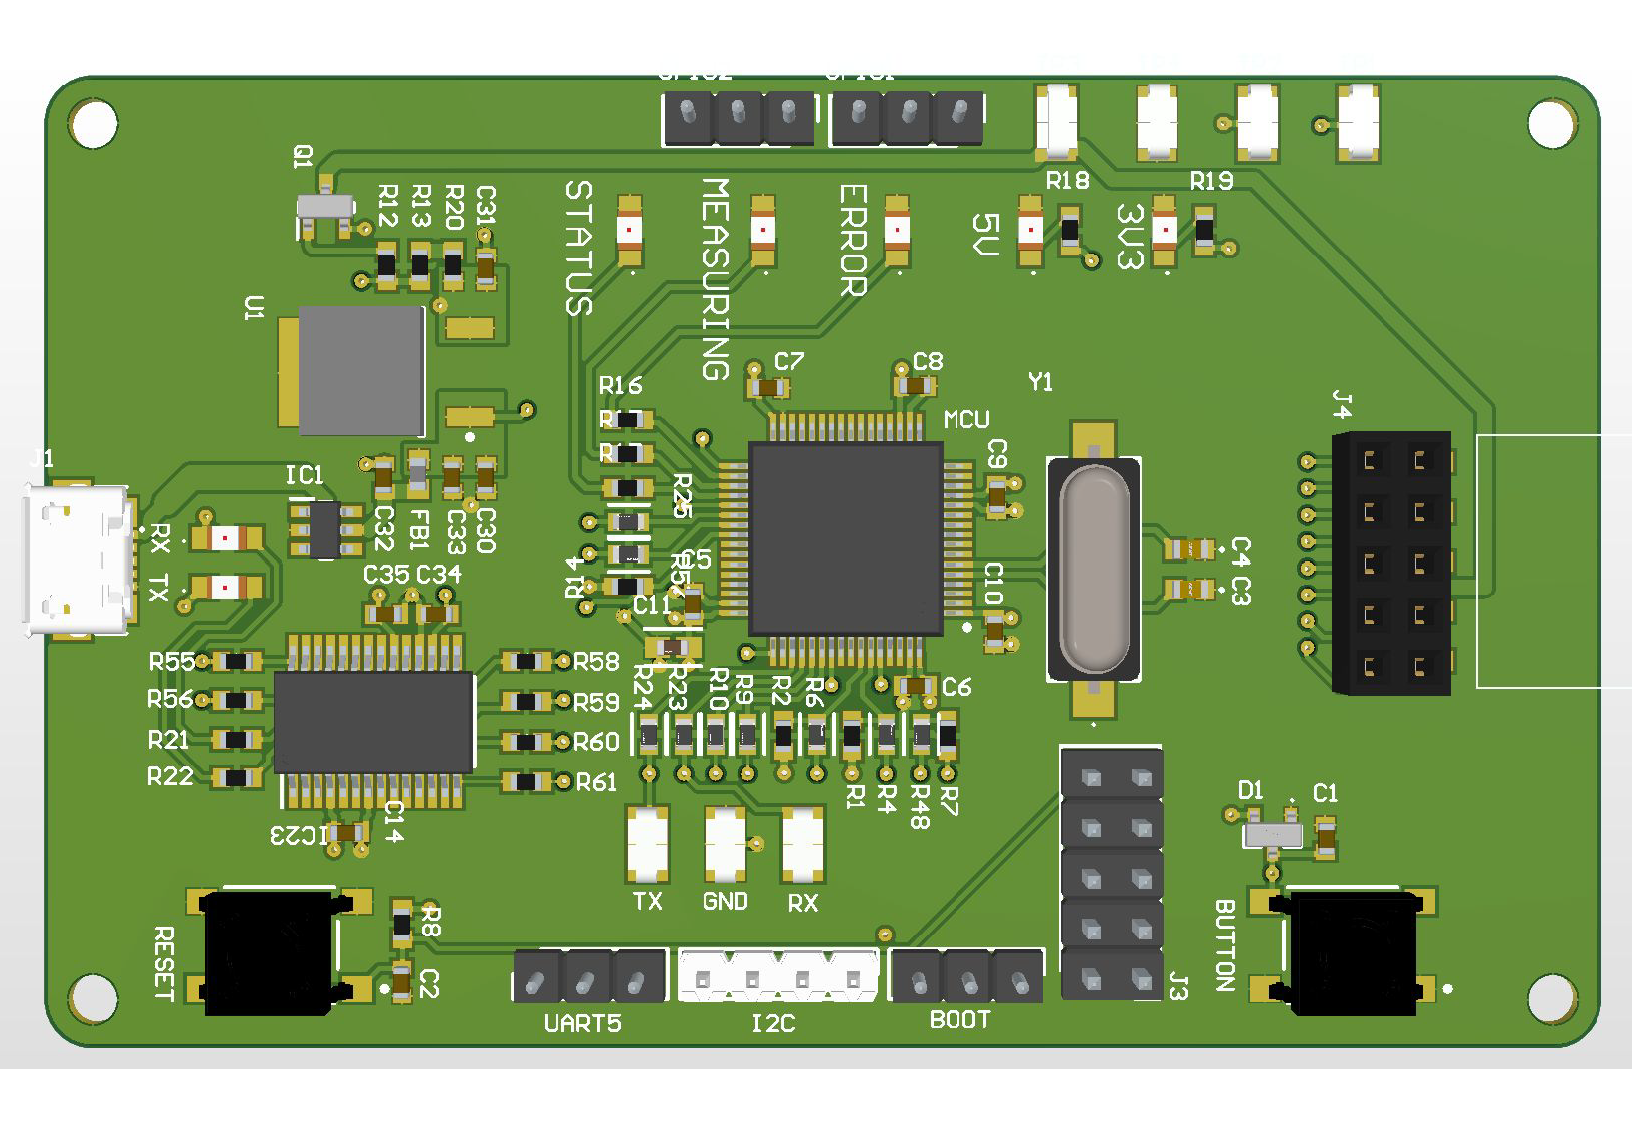 Q1
R12
R13
R20
C31
STATUS
MEASURING
ERROR
5V
R18
3V3
R19
U1
R16
C7
C8
MCU
Y1
J4
J1
IC1
C32
FB1
C33
C30
R25
C9
RX
TX
C35
C34
R14
C5
C11
C10
C4
C3
R55
R56
R21
R22
R58
R59
R60
R61
R24
R23
R10
R9
R2
R6
C6
R1
R4
R48
R7
IC23
C14
TX
GND
RX
D1
C1
RESET
R8
C2
UART5
I2C
BOOT
J3
BUTTON